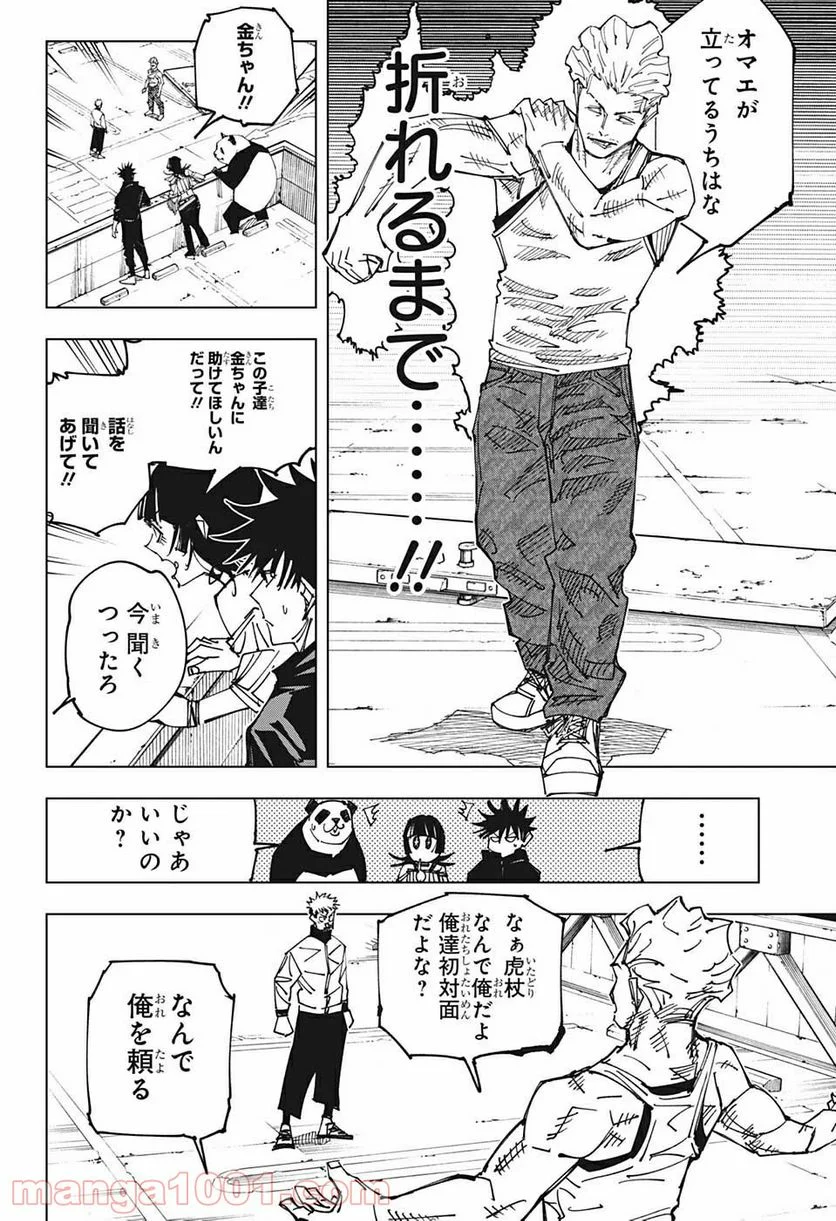 オマエが
立ってるうちはな
折れるまで‥‥‥‥‥!!
金ちゃん!!
この子達
金ちゃんに
助けてほしいん
だって!!
話を
聞いて
あげて!!
今聞く
つったろ
‥‥
じゃあ
いいの
か?
なぁ虎杖
なんで俺だよ
俺達初対面
だよな?
なんで
俺を頼る
manga1001.com